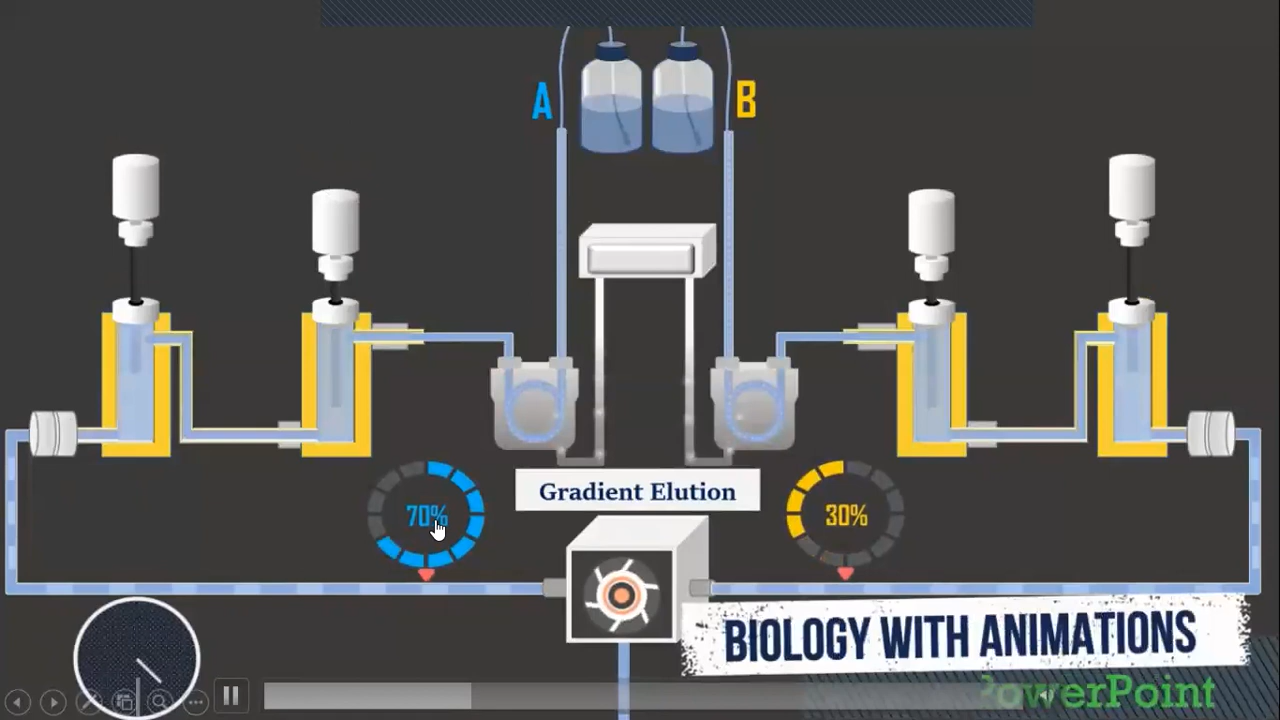 A
B
Gradient Elution
70%
30%
BIOLOGY WITH ANIMATIONS
PowerPoint